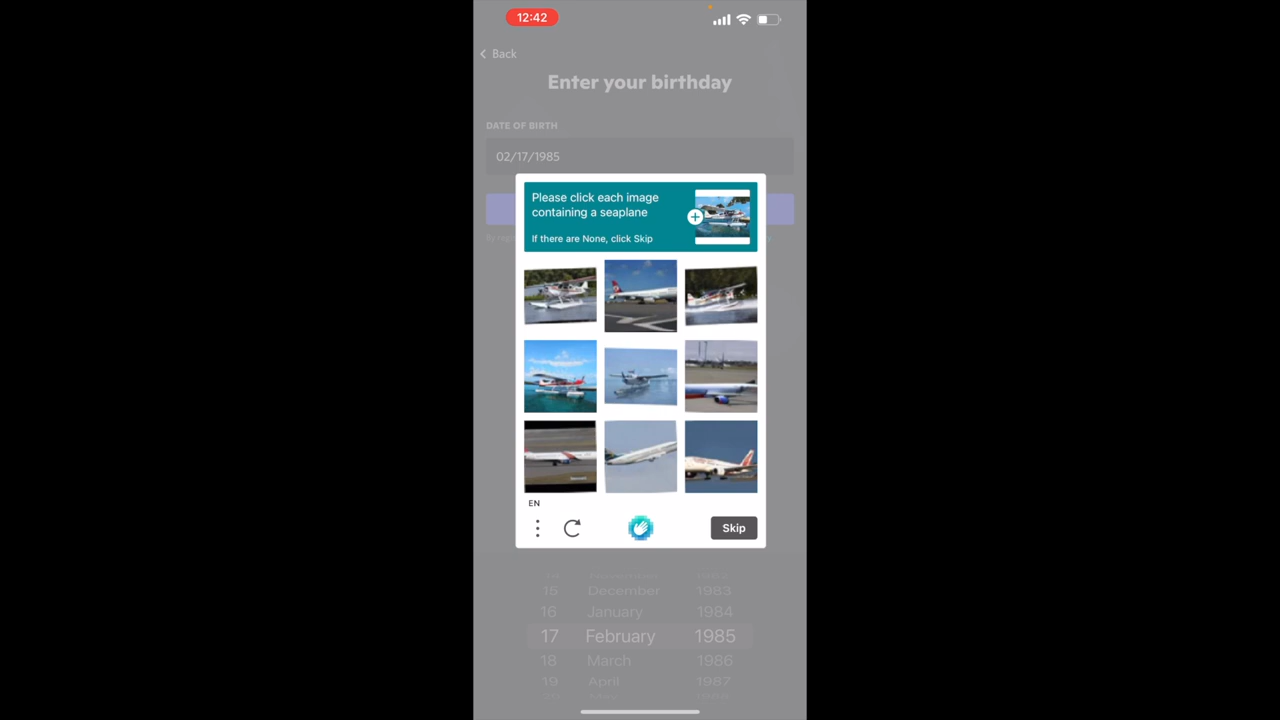 12:42
Back
Enter your birthday
DATE OF BIRTH
02/17/1985
Please click each image
containing a seaplane
If there are None, click Skip
EN
Skip
15 December 1983
16 January 1984
17 February 1985
18 March 1986
19 April 1987